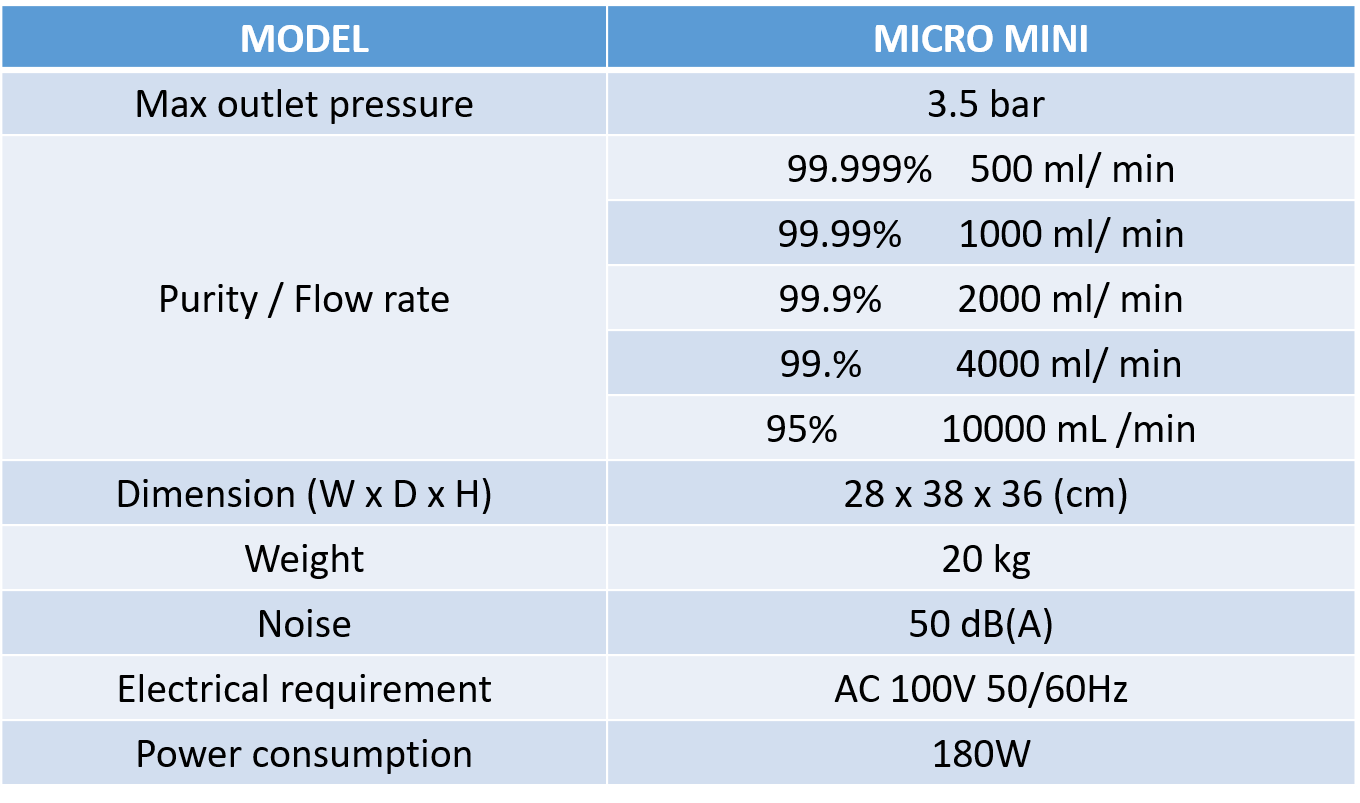 MODEL MICRO MINI
Max outlet pressure 3.5 bar
99.999% 500 ml/ min
99.99% 1000 ml/ min
Purity / Flow rate 99.9% 2000 ml/ min
99.% 4000 ml/ min
95% 10000 mL /min
Dimension (W x D x H) 28 x 38 x 36 (cm)
Weight 20 kg
Noise 50 dB(A)
Electrical requirement AC 100V 50/60Hz
Power consumption 180W